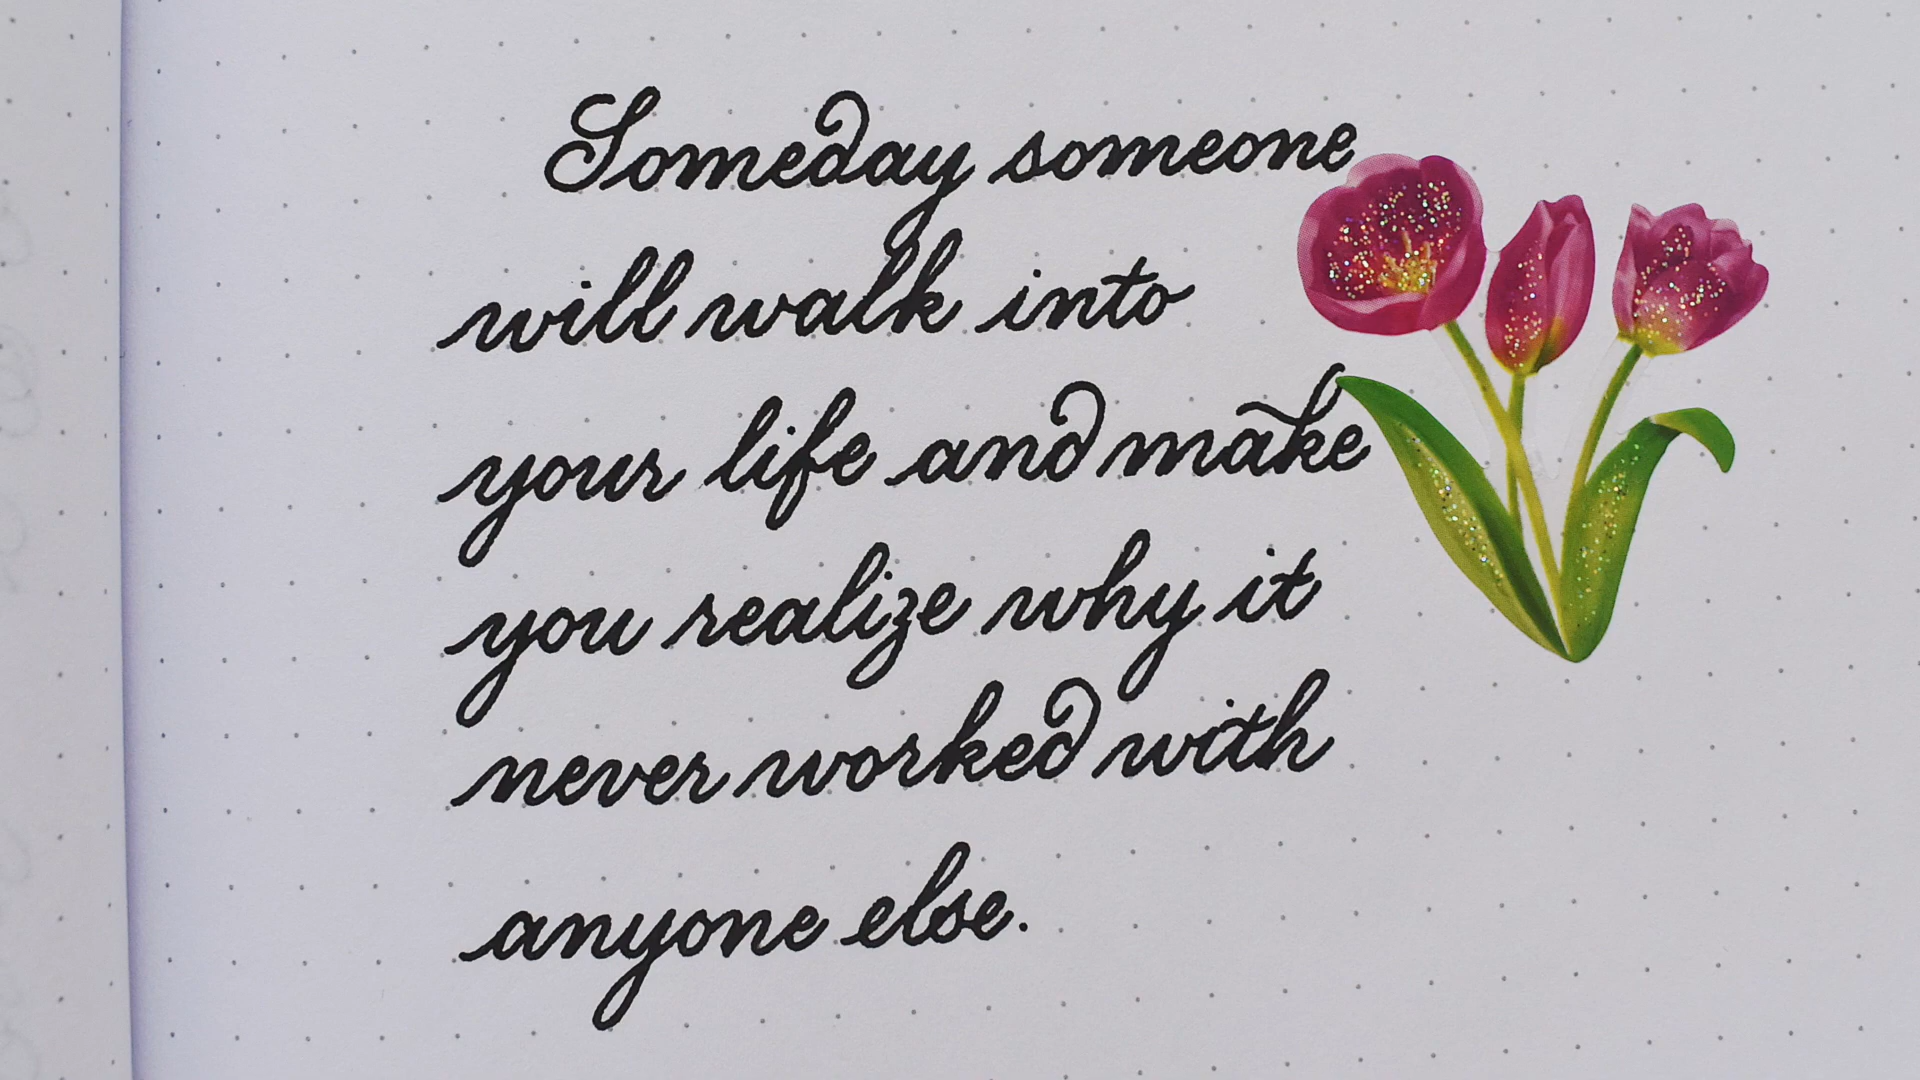 Someday someone
will walk into
your life and make
you realize why it
never worked with
anyone else.